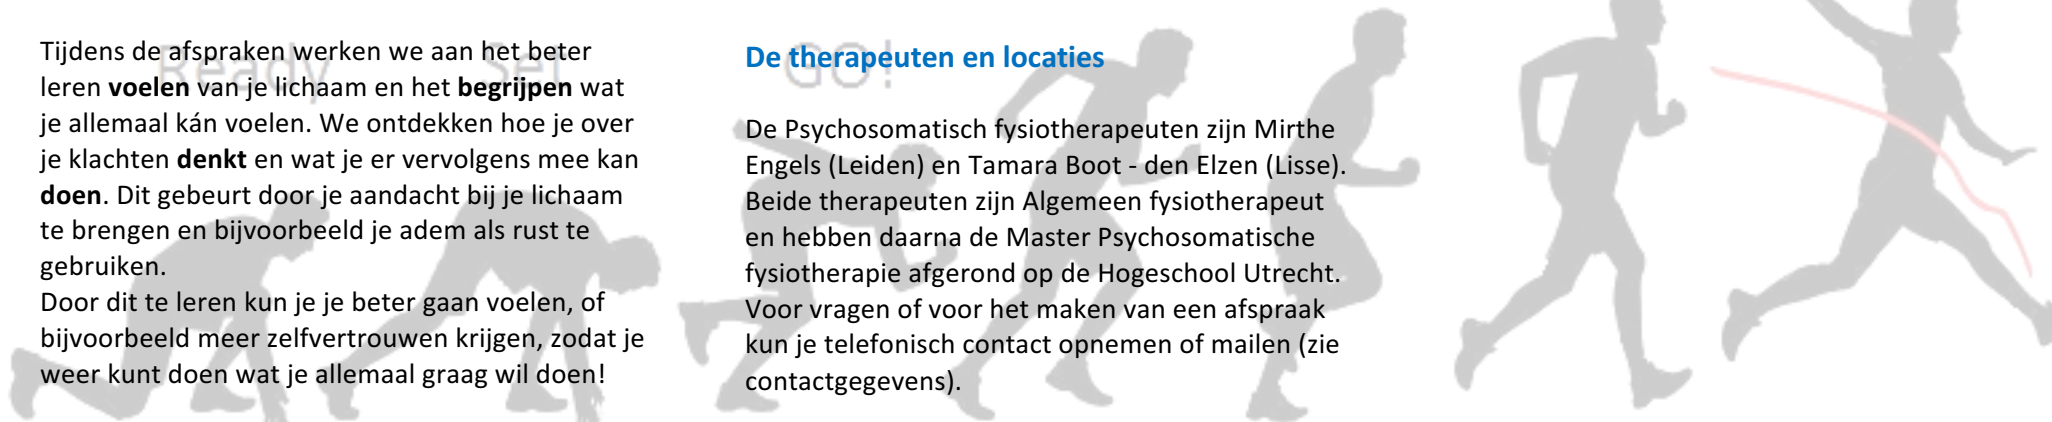 Ready Set GO!
Tijdens de afspraken werken we aan het beter
leren voelen van je lichaam en het begrijpen wat
je allemaal kán voelen. We ontdekken hoe je over
je klachten denkt en wat je er vervolgens mee kan
doen. Dit gebeurt door je aandacht bij je lichaam
te brengen en bijvoorbeeld je adem als rust te
gebruiken.
Door dit te leren kun je je beter gaan voelen, of
bijvoorbeeld meer zelfvertrouwen krijgen, zodat je
weer kunt doen wat je allemaal graag wil doen!
De therapeuten en locaties
De Psychosomatisch fysiotherapeuten zijn Mirthe
Engels (Leiden) en Tamara Boot - den Elzen (Lisse).
Beide therapeuten zijn Algemeen fysiotherapeut
en hebben daarna de Master Psychosomatische
fysiotherapie afgerond op de Hogeschool Utrecht.
Voor vragen of voor het maken van een afspraak
kun je telefonisch contact opnemen of mailen (zie
contactgegevens).